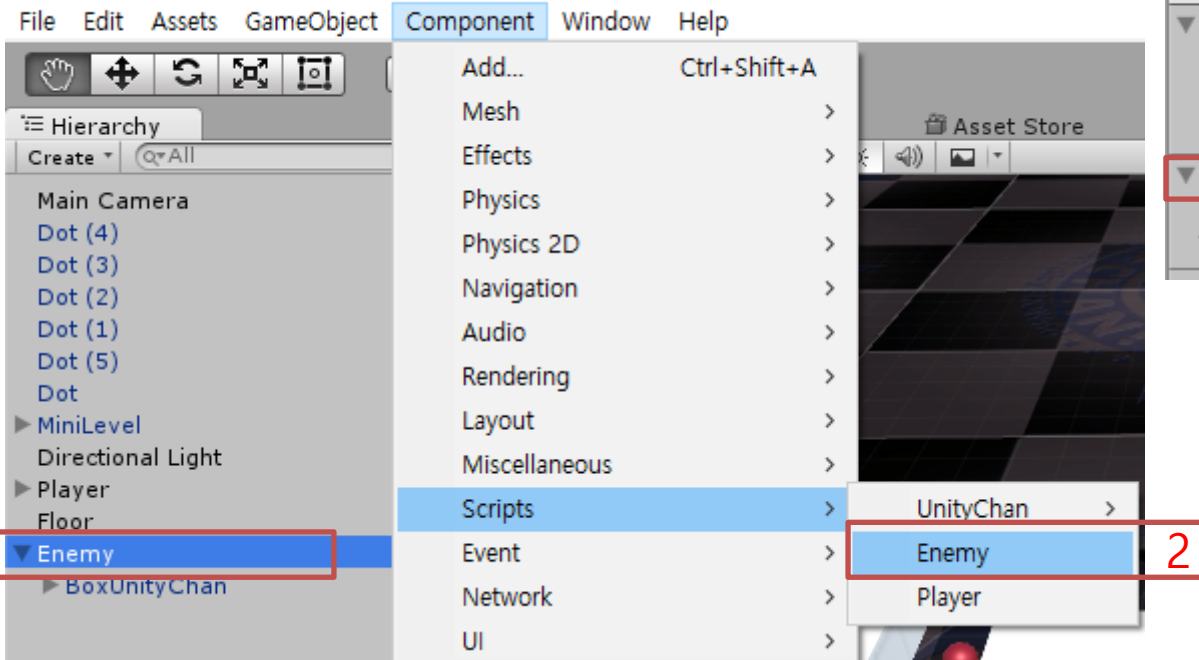 File Edit Assets GameObject Component Window Help
Add... Ctrl+Shift+A
Mesh
Effects
Physics
Physics 2D
Navigation
Audio
Rendering
Layout
Miscellaneous
Scripts
Event
Network
UI
Hierarchy
Create All
Main Camera
Dot (4)
Dot (3)
Dot (2)
Dot (1)
Dot (5)
Dot
MiniLevel
Directional Light
Player
Floor
Enemy
BoxUnityChan
Asset Store
UnityChan
Enemy
Player
2